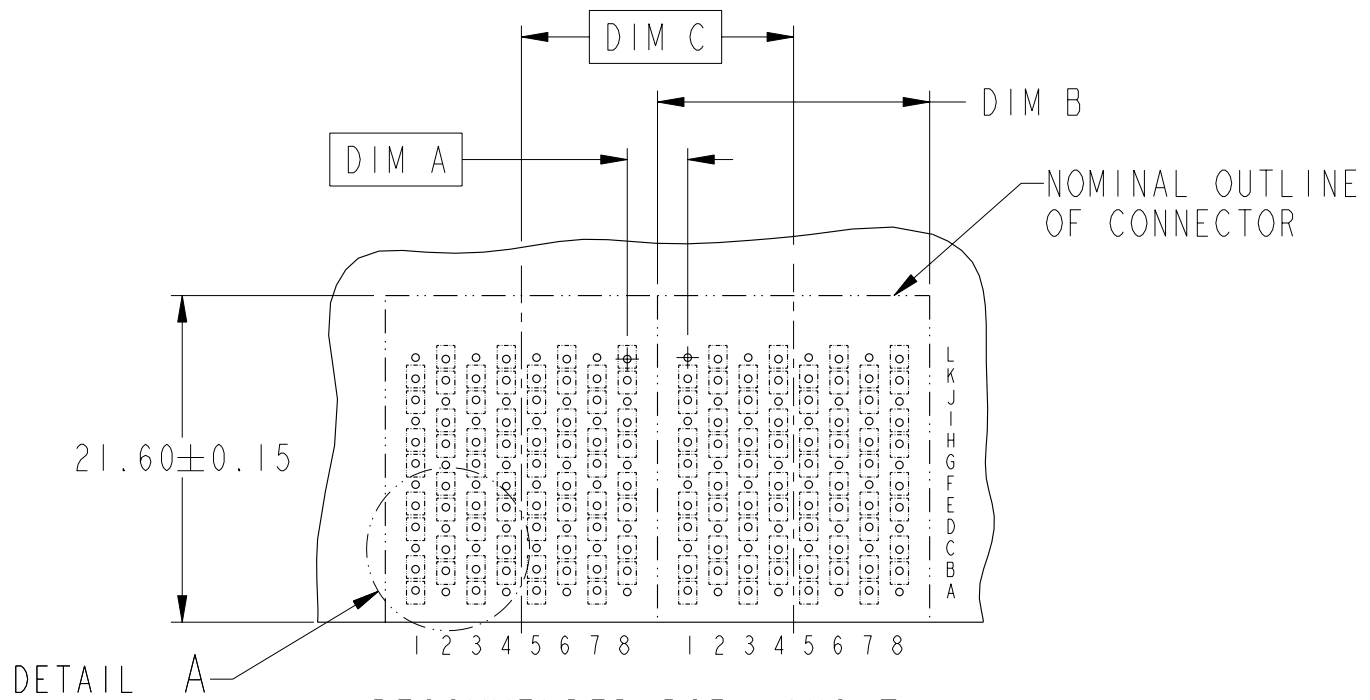 DIM C
DIM B
DIM A
NOMINAL OUTLINE
OF CONNECTOR
L
K
J
I
H
G
F
E
D
C
B
A
21.60±0.15
1 2 3 4 5 6 7 8 1 2 3 4 5 6 7 8
DETAIL A